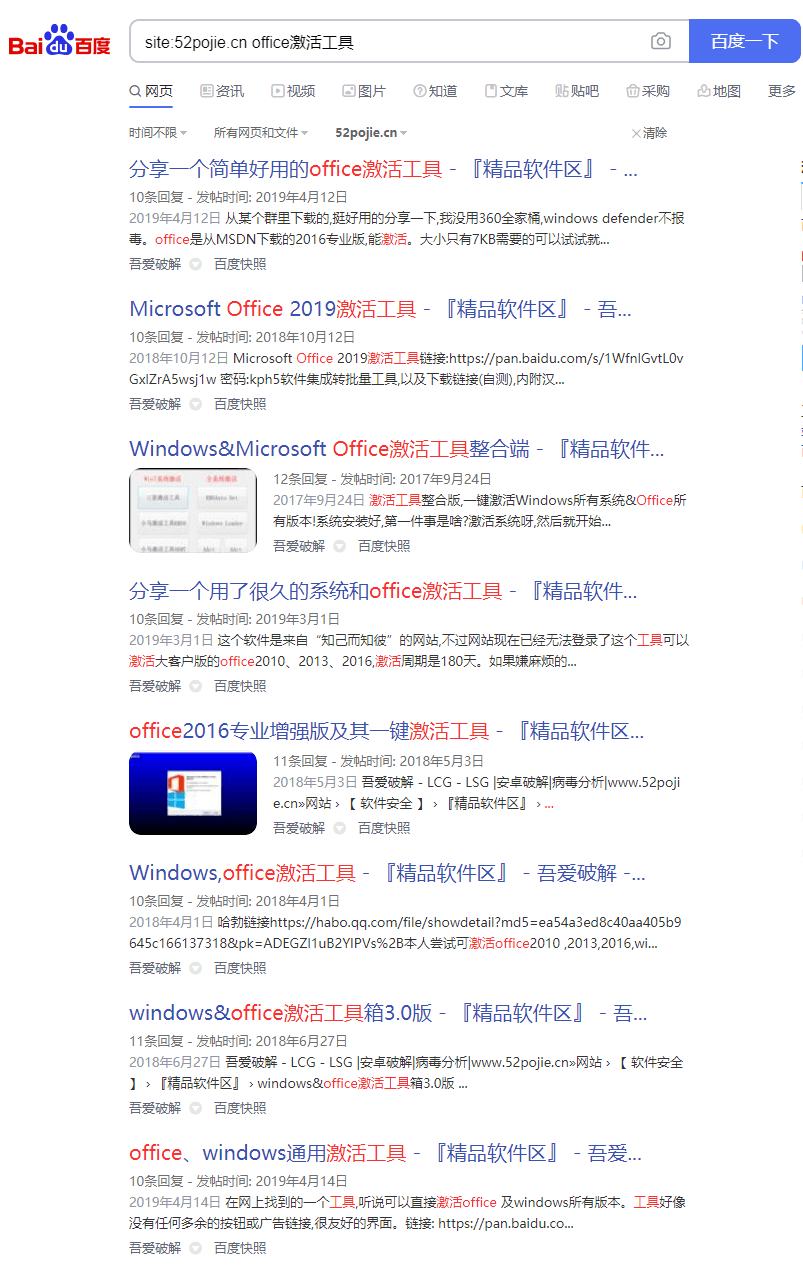 Bai du 百度
site:52pojie.cn office激活工具
百度一下
网页 资讯 视频 图片 知道 文库 贴吧 采购 地图 更多
时间不限 所有网页和文件 52pojie.cn 清除
分享一个简单好用的office激活工具 - 『精品软件区』 - ...
10条回复 - 发帖时间: 2019年4月12日
2019年4月12日 从某个群里下载的,挺好用的分享一下,我没用360全家桶,windows defender不报
毒。office是从MSDN下载的2016专业版,能激活。大小只有7KB需要的可以试试就...
吾爱破解 百度快照
Microsoft Office 2019激活工具 - 『精品软件区』 - 吾...
10条回复 - 发帖时间: 2018年10月12日
2018年10月12日 Microsoft Office 2019激活工具链接:https://pan.baidu.com/s/1WfnlGvtL0v
GxlZrA5wsj1w 密码:kph5软件集成转批量工具,以及下载链接(自测),内附汉...
吾爱破解 百度快照
Windows&Microsoft Office激活工具整合端 - 『精品软件...
12条回复 - 发帖时间: 2017年9月24日
2017年9月24日 激活工具整合版,一键激活Windows所有系统&Office所
有版本!系统安装好,第一件事是啥?激活系统呀,然后就开始...
吾爱破解 百度快照
分享一个用了很久的系统和office激活工具 - 『精品软件...
10条回复 - 发帖时间: 2019年3月1日
2019年3月1日 这个软件是来自“知己而知彼”的网站,不过网站现在已经无法登录了这个工具可以
激活大客户版的office2010、2013、2016,激活周期是180天。如果嫌麻烦的...
吾爱破解 百度快照
office2016专业增强版及其一键激活工具 - 『精品软件区...
11条回复 - 发帖时间: 2018年5月3日
2018年5月3日 吾爱破解 - LCG - LSG |安卓破解|病毒分析|www.52poji
e.cn»网站 › 【 软件安全 】 › 『精品软件区』 › ...
吾爱破解 百度快照
Windows,office激活工具 - 『精品软件区』 - 吾爱破解 -...
10条回复 - 发帖时间: 2018年4月1日
2018年4月1日 哈勃链接https://habo.qq.com/file/showdetail?md5=ea54a3ed8c40aa405b9
645c166137318&pk=ADEGZl1uB2YIPVs%2B本人尝试可激活office2010 ,2013,2016,wi...
吾爱破解 百度快照
windows&office激活工具箱3.0版 - 『精品软件区』 - 吾...
11条回复 - 发帖时间: 2018年6月27日
2018年6月27日 吾爱破解 - LCG - LSG |安卓破解|病毒分析|www.52pojie.cn»网站 › 【 软件安全
】 › 『精品软件区』 › windows&office激活工具箱3.0版 ...
吾爱破解 百度快照
office、windows通用激活工具 - 『精品软件区』 - 吾爱...
10条回复 - 发帖时间: 2019年4月14日
2019年4月14日 在网上找到的一个工具,听说可以直接激活office 及windows所有版本。工具好像
没有任何多余的按钮或广告链接,很友好的界面。链接: https://pan.baidu.co...
吾爱破解 百度快照